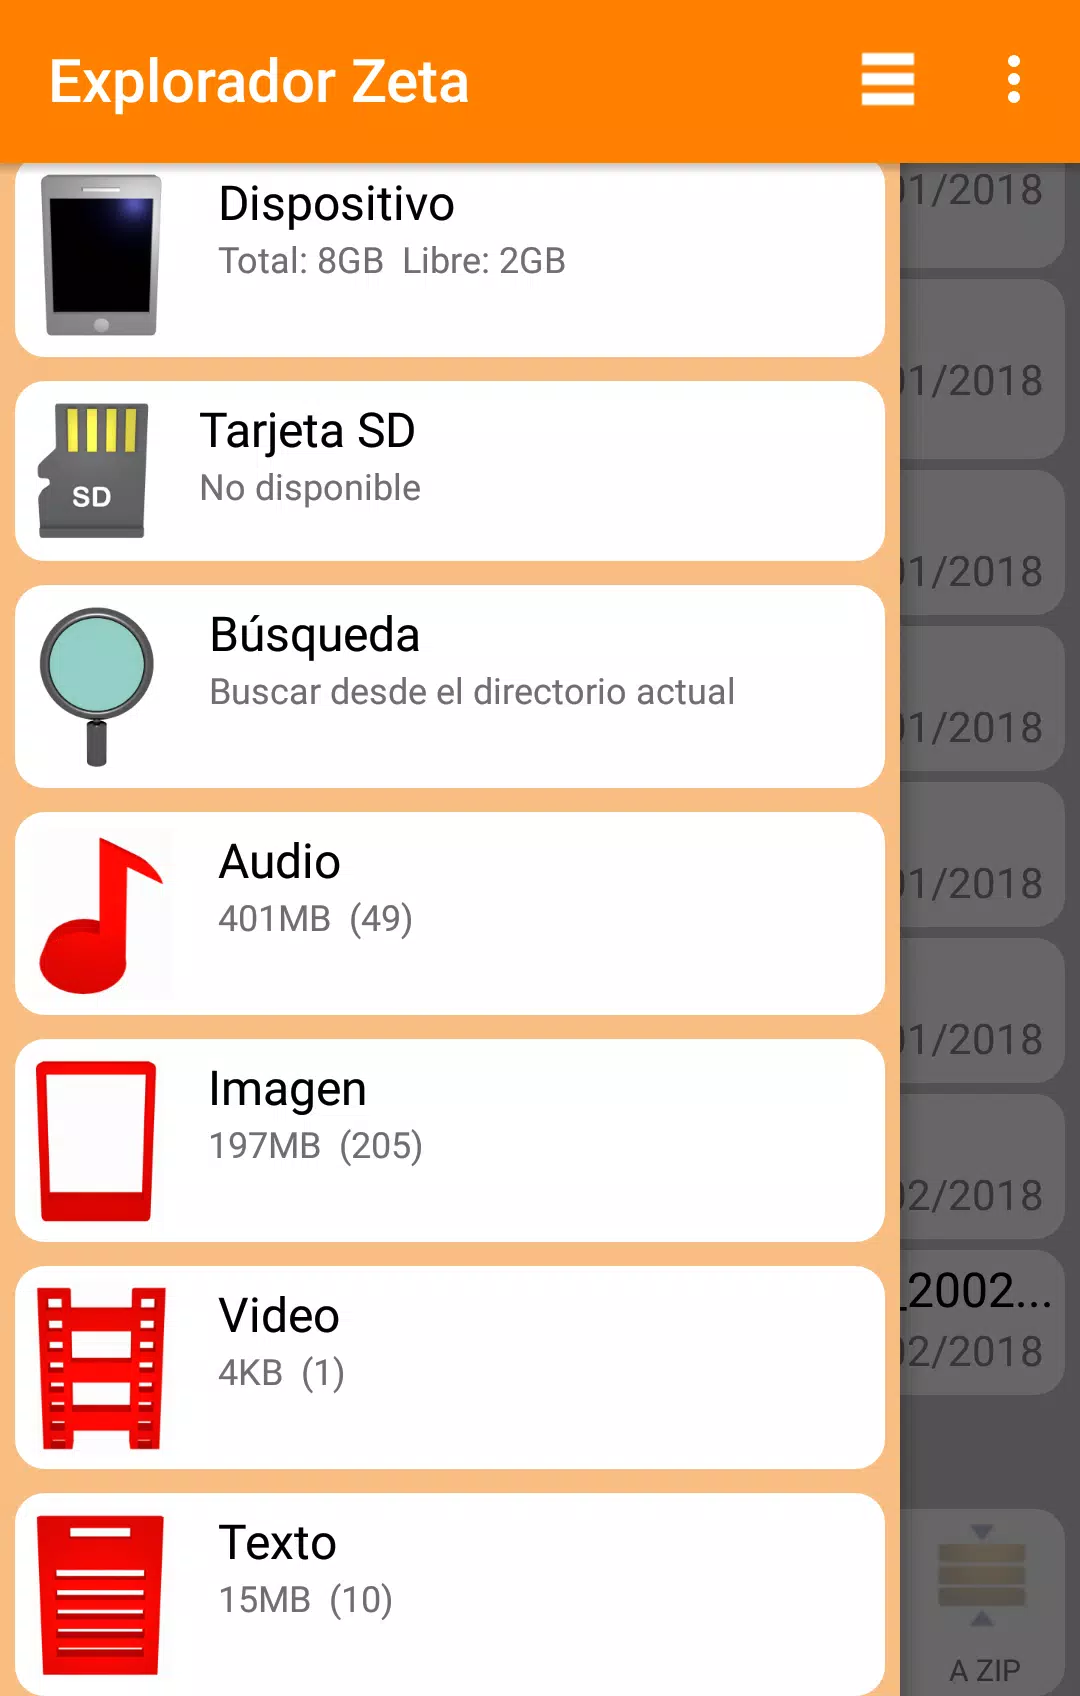 Explorador Zeta
Dispositivo
Total: 8GB Libre: 2GB
Tarjeta SD
No disponible
SD
Búsqueda
Buscar desde el directorio actual
Audio
401MB (49)
Imagen
197MB (205)
Video
4KB (1)
Texto
15MB (10)
1/2018
1/2018
1/2018
1/2018
1/2018
1/2018
2/2018
_2002...
2/2018
A ZIP